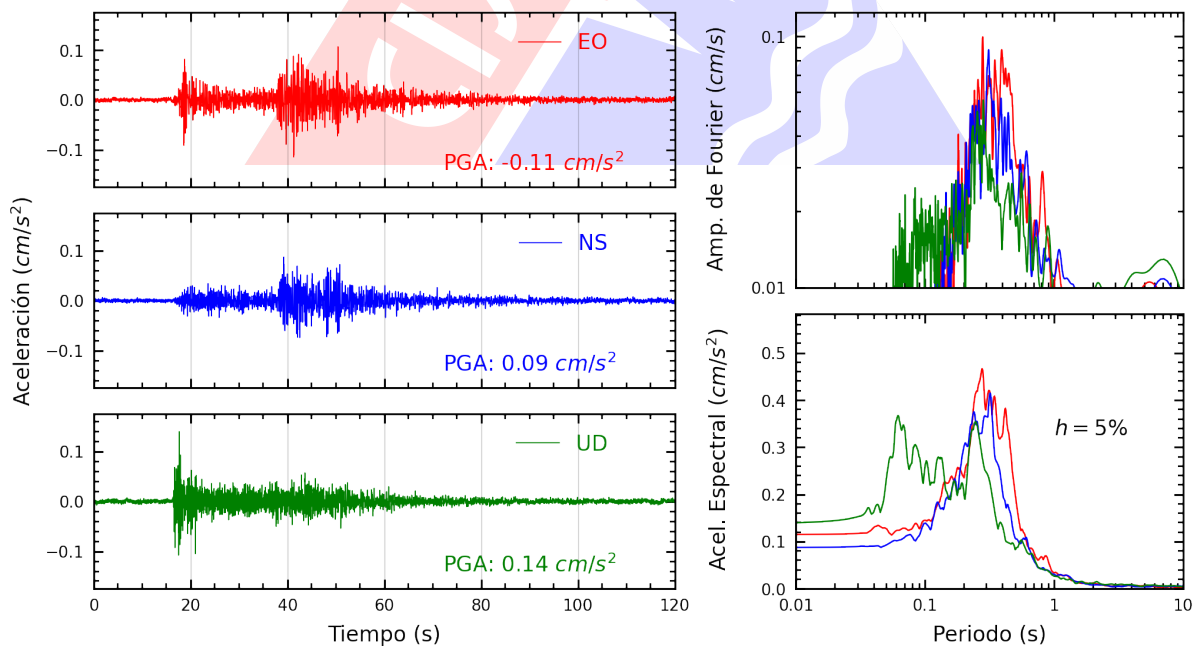 Aceleración (cm/s²)
0.1
0.0
−0.1
EO
PGA: -0.11 cm/s²
0.1
0.0
−0.1
NS
PGA: 0.09 cm/s²
0.1
0.0
−0.1
UD
PGA: 0.14 cm/s²
0 20 40 60 80 100 120
Tiempo (s)
Amp. de Fourier (cm/s)
0.1
0.01
Acel. Espectral (cm/s²)
0.5
0.4
0.3
0.2
0.1
0.0
h = 5%
0.01 0.1 1 10
Periodo (s)